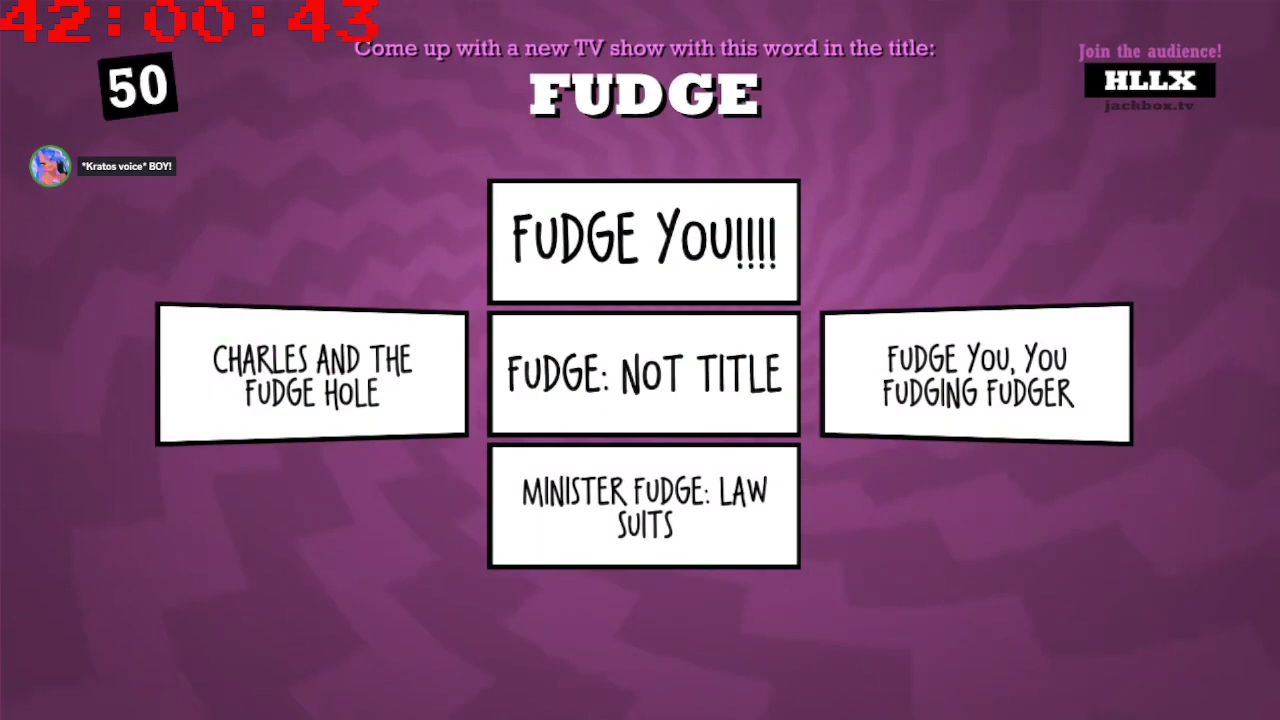 42:00:43
Come up with a new TV show with this word in the title:
FUDGE
50
Join the audience!
HLLX
jackbox.tv
*Kratos voice* BOY!
FUDGE YOU!!!!
CHARLES AND THE
FUDGE HOLE
FUDGE: NOT TITLE
FUDGE YOU, YOU
FUDGING FUDGER
MINISTER FUDGE: LAW
SUITS